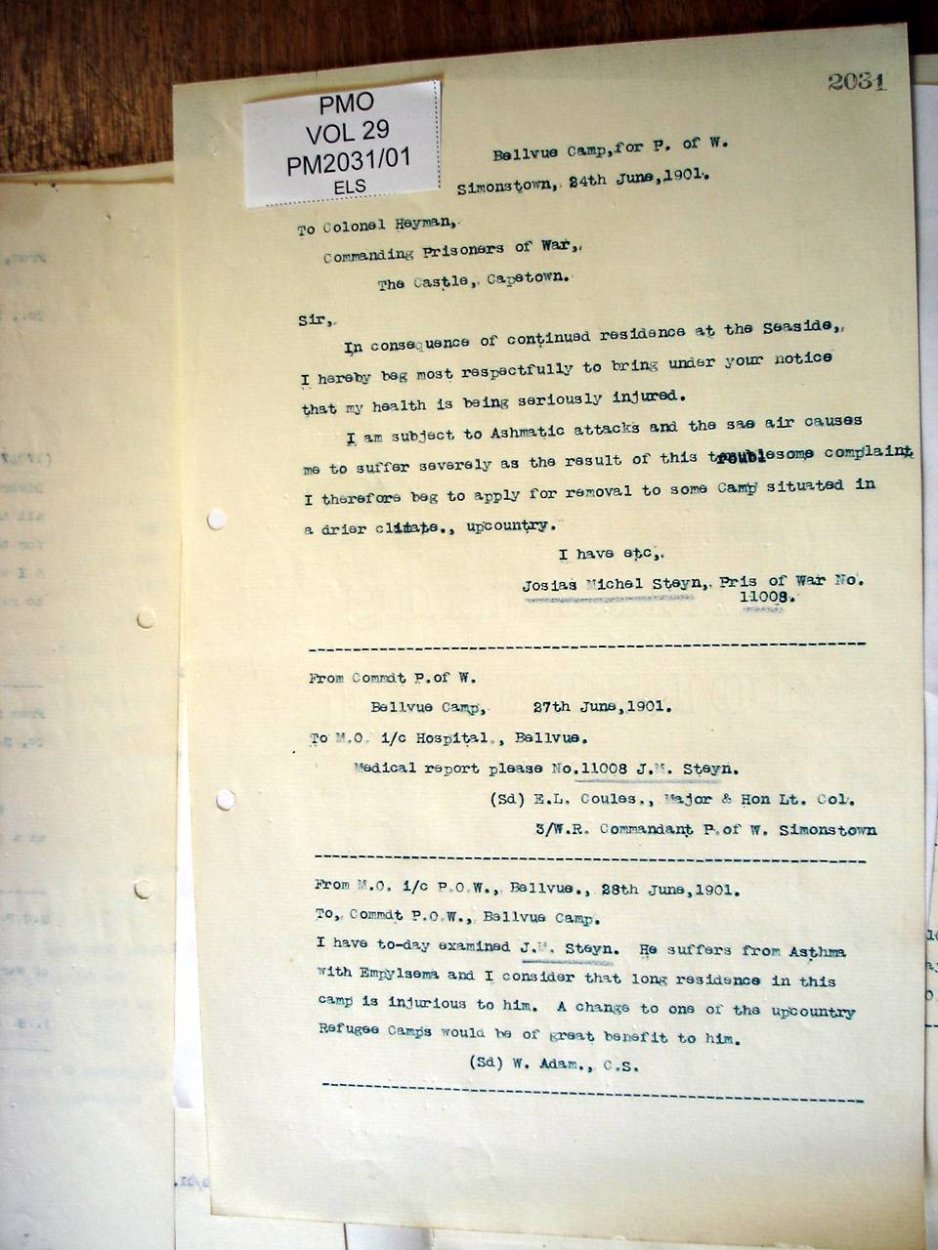 2031
PMO
VOL 29
PM2031/01
ELS
Bellvue Camp,for P. of W.
Simonstown, 24th June,1901.
To Colonel Heyman,
Commanding Prisoners of War,
The Castle, Capetown.
Sir,
In consequence of continued residence at the Seaside,
I hereby beg most respectfully to bring under your notice
that my health is being seriously injured.
I am subject to Ashmatic attacks and the sae air causes
me to suffer severely as the result of this troublesome complaint
I therefore beg to apply for removal to some Camp situated in
a drier climate., upcountry.
I have etc,
Josias Michel Steyn, Pris of War No.
11008.
From Commdt P.of W.
Bellvue Camp, 27th June,1901.
To M.O. i/c Hospital., Bellvue.
Medical report please No.11008 J.M. Steyn.
(Sd) E.L. Coules., Major & Hon Lt. Col.
3/W.R. Commandant P.of W. Simonstown
From M.O. i/c P.O.W., Bellvue., 28th June,1901.
To, Commdt P.O.W., Bellvue Camp.
I have to-day examined J.M. Steyn. He suffers from Asthma
with Empylsema and I consider that long residence in this
camp is injurious to him. A change to one of the upcountry
Refugee Camps would be of great benefit to him.
(Sd) W. Adam., C.S.